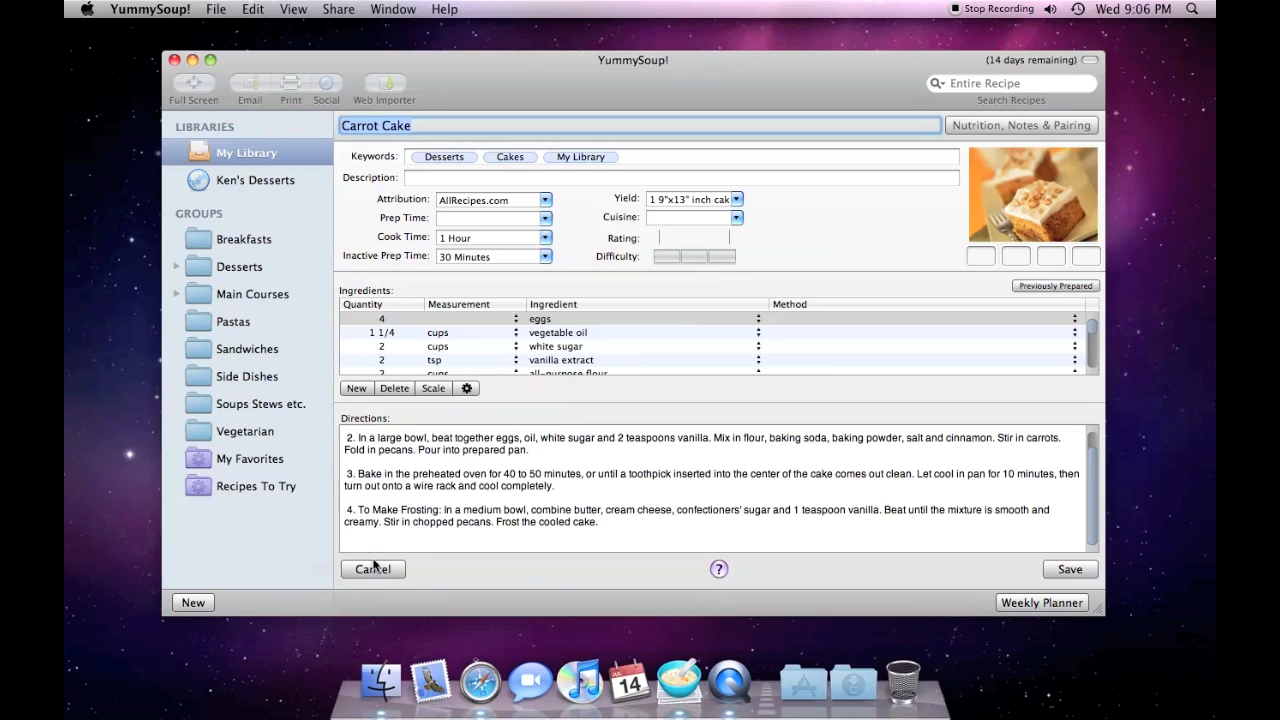 YummySoup! File Edit View Share Window Help Stop Recording Wed 9:06 PM
YummySoup! (14 days remaining)
Full Screen Email Print Social Web Importer
Entire Recipe
Search Recipes
LIBRARIES
My Library
Ken's Desserts
GROUPS
Breakfasts
Desserts
Main Courses
Pastas
Sandwiches
Side Dishes
Soups Stews etc.
Vegetarian
My Favorites
Recipes To Try
Carrot Cake Nutrition, Notes & Pairing
Keywords: Desserts Cakes My Library
Description:
Attribution: AllRecipes.com Yield: 1 9"x13" inch cak
Prep Time: Cuisine:
Cook Time: 1 Hour Rating:
Inactive Prep Time: 30 Minutes Difficulty:
Ingredients: Previously Prepared
Quantity Measurement Ingredient Method
4 eggs
1 1/4 cups vegetable oil
2 cups white sugar
2 tsp vanilla extract
2 cups all-purpose flour
New Delete Scale
Directions:
2. In a large bowl, beat together eggs, oil, white sugar and 2 teaspoons vanilla. Mix in flour, baking soda, baking powder, salt and cinnamon. Stir in carrots.
Fold in pecans. Pour into prepared pan.
3. Bake in the preheated oven for 40 to 50 minutes, or until a toothpick inserted into the center of the cake comes out clean. Let cool in pan for 10 minutes, then
turn out onto a wire rack and cool completely.
4. To Make Frosting: In a medium bowl, combine butter, cream cheese, confectioners' sugar and 1 teaspoon vanilla. Beat until the mixture is smooth and
creamy. Stir in chopped pecans. Frost the cooled cake.
Cancel ? Save
New Weekly Planner
JUL
14